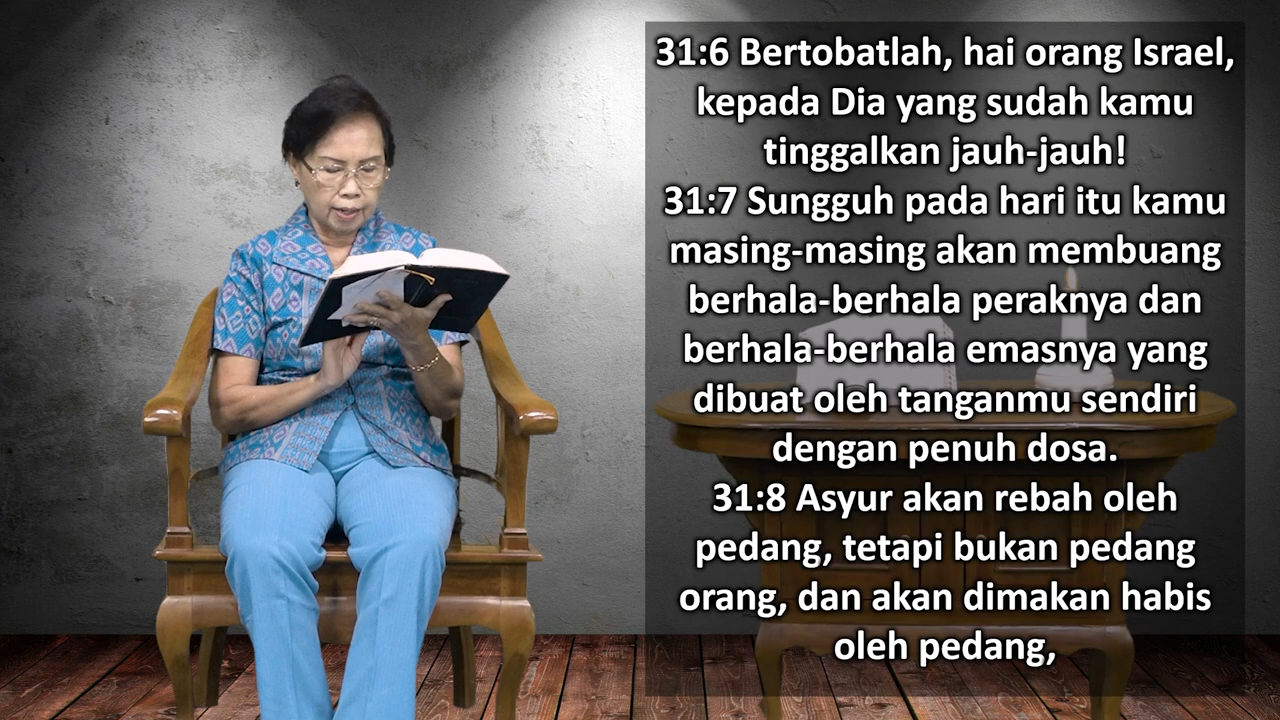 31:6 Bertobatlah, hai orang Israel,
kepada Dia yang sudah kamu
tinggalkan jauh-jauh!
31:7 Sungguh pada hari itu kamu
masing-masing akan membuang
berhala-berhala peraknya dan
berhala-berhala emasnya yang
dibuat oleh tanganmu sendiri
dengan penuh dosa.
31:8 Asyur akan rebah oleh
pedang, tetapi bukan pedang
orang, dan akan dimakan habis
oleh pedang,